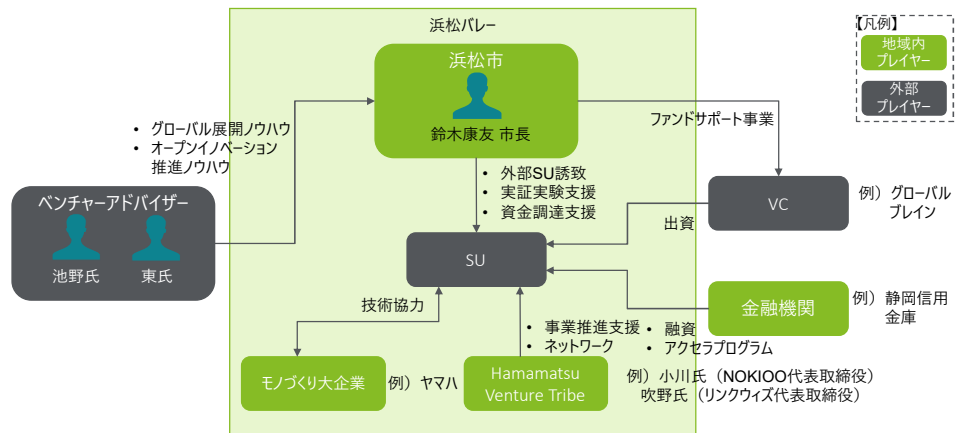 浜松バレー
【凡例】
地域内
プレイヤー
外部
プレイヤー
浜松市
鈴木康友 市長
ファンドサポート事業
• グローバル展開ノウハウ
• オープンイノベーション
推進ノウハウ
ベンチャーアドバイザー
池野氏
東氏
• 外部SU誘致
• 実証実験支援
• 資金調達支援
VC
例）グローバル
ブレイン
出資
SU
技術協力
金融機関
例）静岡信用
金庫
• 事業推進支援
• ネットワーク
• 融資
• アクセラプログラム
モノづくり大企業
例）ヤマハ
Hamamatsu
Venture Tribe
例）小川氏（NOKIOO代表取締役）
吹野氏（リンクウィズ代表取締役）